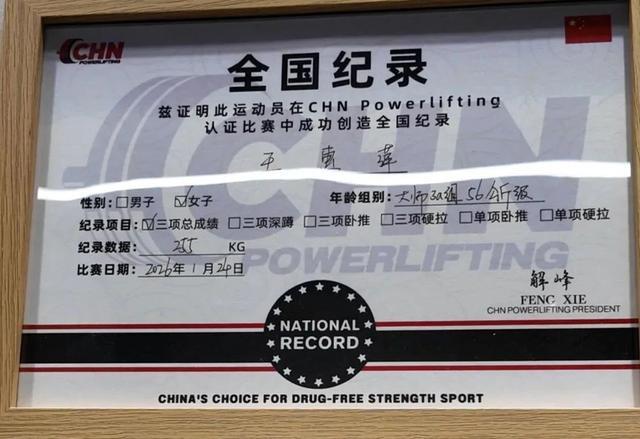 CHN
POWERLIFTING
全国纪录
兹证明此运动员在CHN Powerlifting
认证比赛中成功创造全国纪录
王
萍
性别:□男子 ☑女子 年龄组别:大师3a组 56公斤级
纪录项目:☑三项总成绩 □三项深蹲 □三项卧推 □三项硬拉 □单项卧推 □单项硬拉
纪录数据: 255 KG
比赛日期: 2026年1月24日
CHN
POWERLIFTING
解峰
FENG XIE
CHN POWERLIFTING PRESIDENT
NATIONAL
RECORD
CHINA'S CHOICE FOR DRUG-FREE STRENGTH SPORT